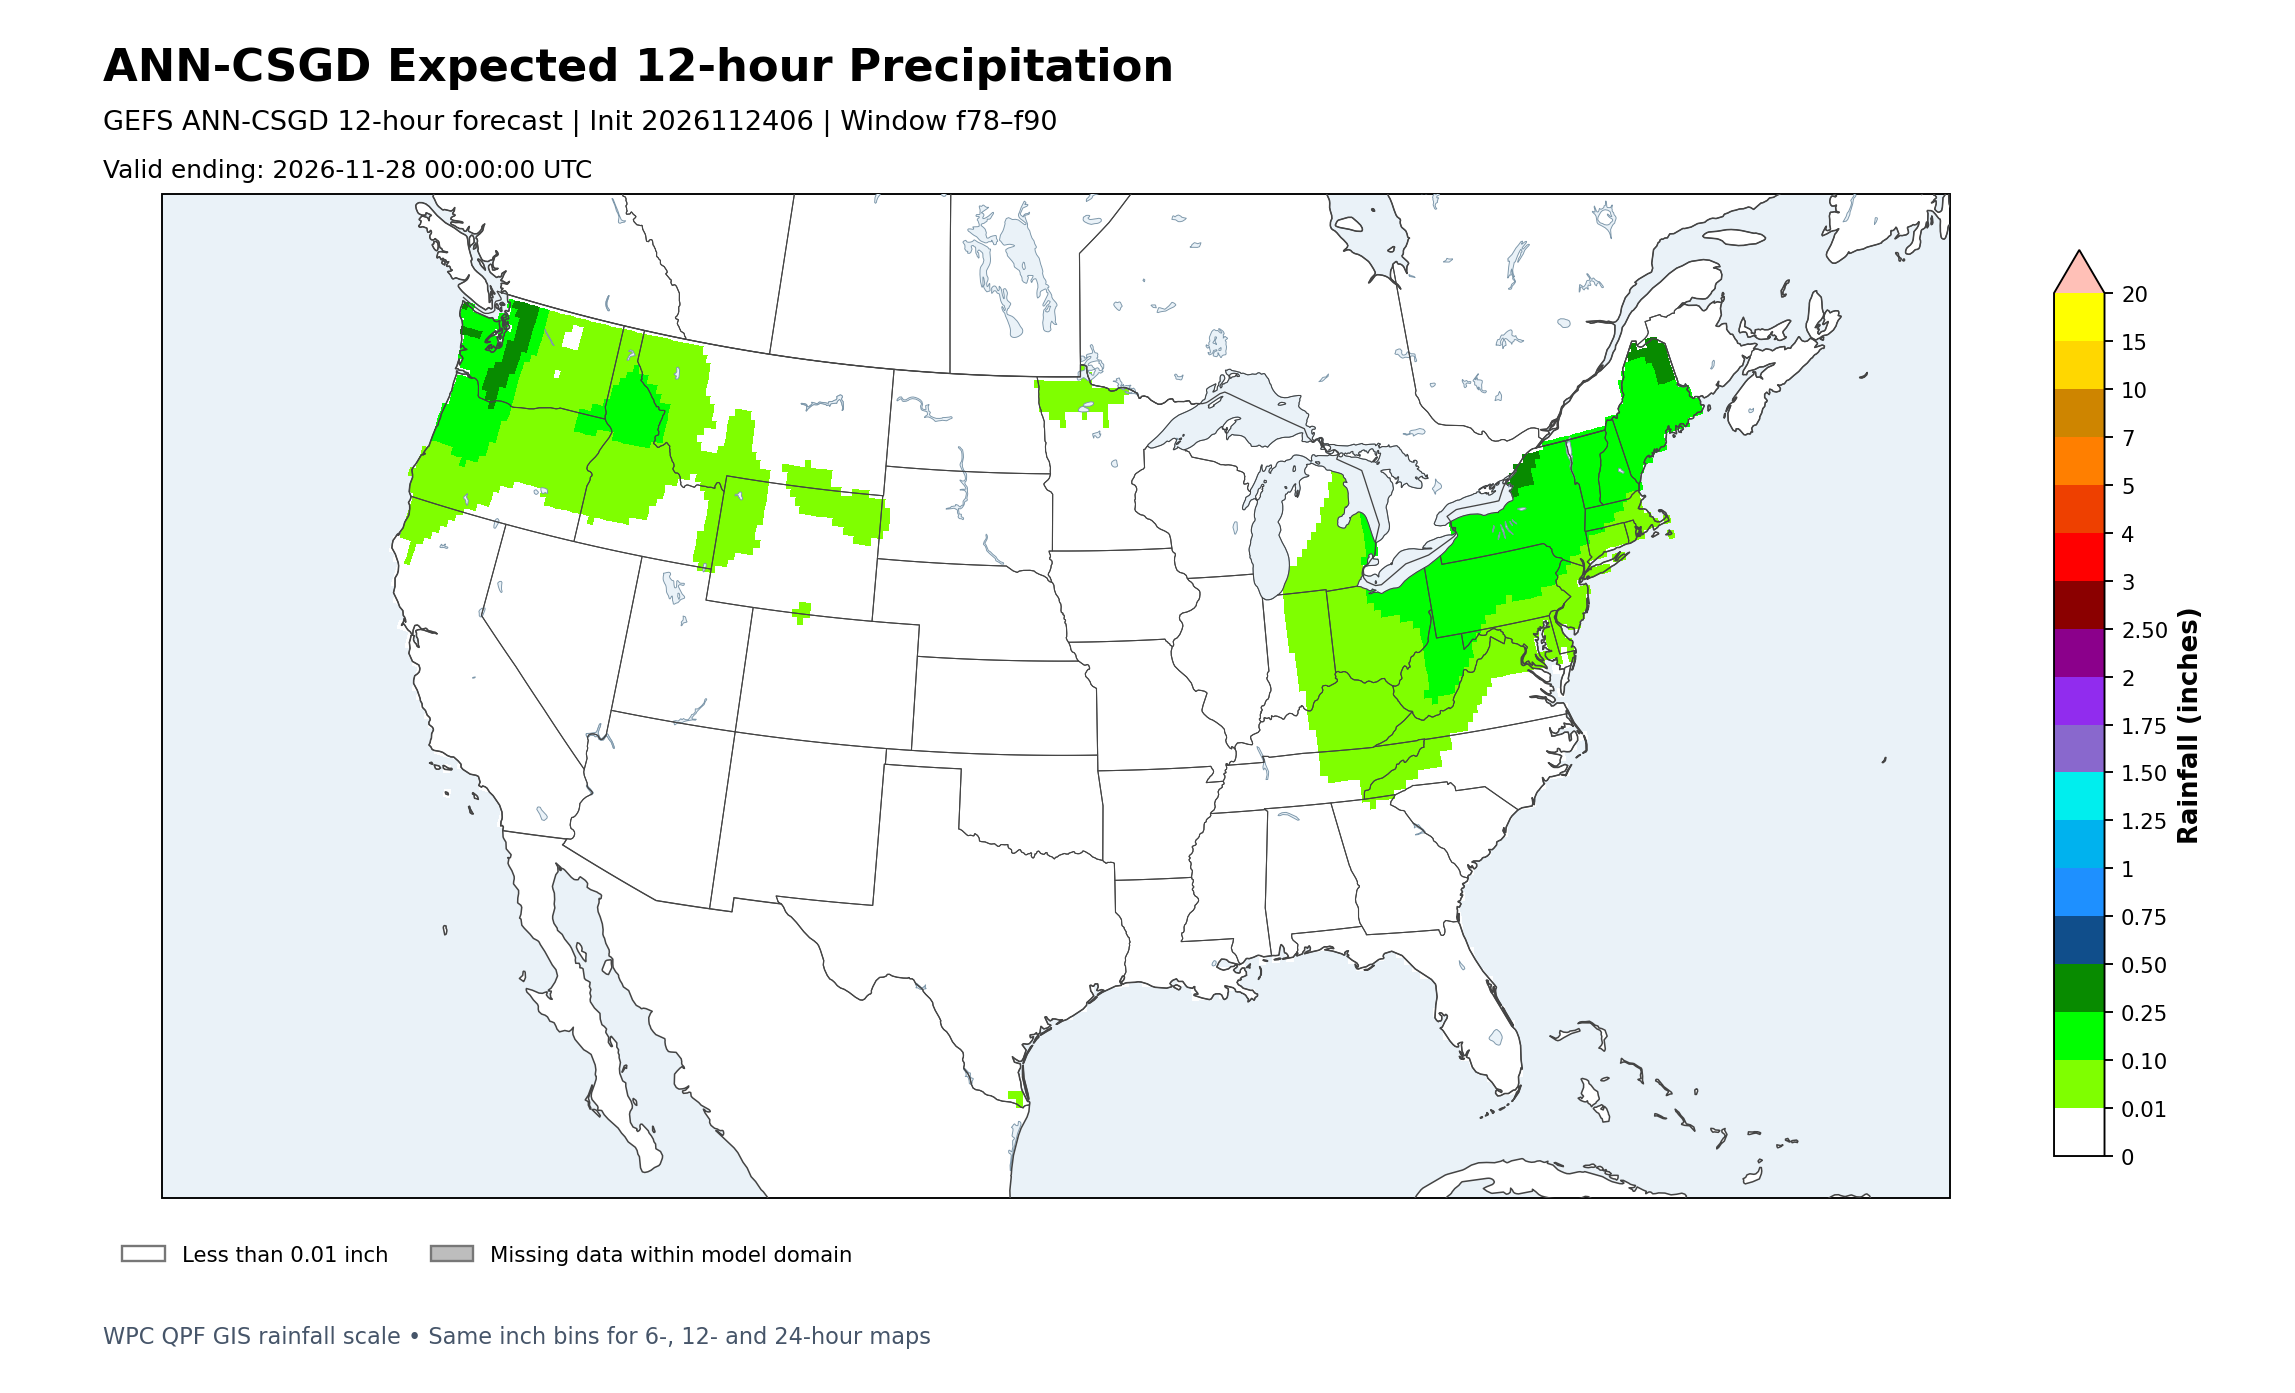 ANN-CSGD Expected 12-hour Precipitation
GEFS ANN-CSGD 12-hour forecast | Init 2026112406 | Window f78–f90
Valid ending: 2026-11-28 00:00:00 UTC
20
15
10
7
5
4
3
2.50
2
1.75
1.50
1.25
1
0.75
0.50
0.25
0.10
0.01
0
Rainfall (inches)
Less than 0.01 inch
Missing data within model domain
WPC QPF GIS rainfall scale • Same inch bins for 6-, 12- and 24-hour maps